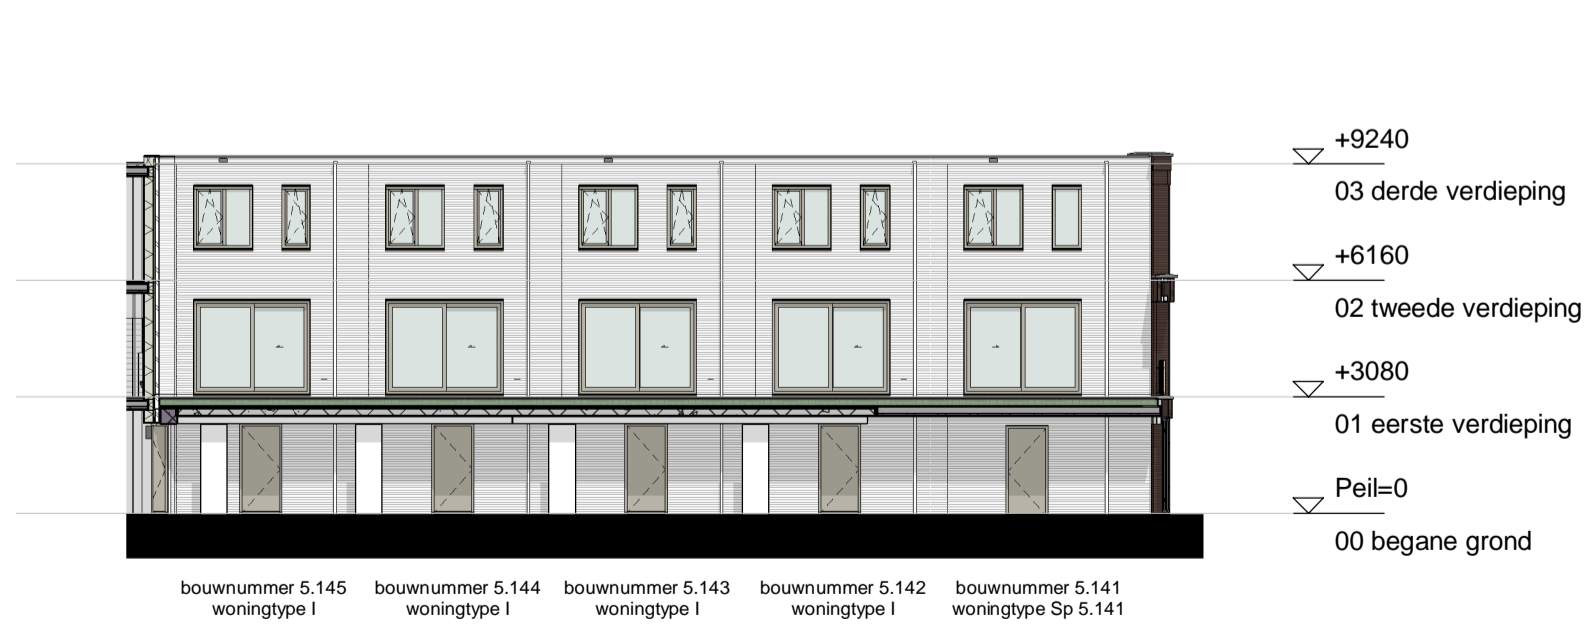 +9240
03 derde verdieping
+6160
02 tweede verdieping
+3080
01 eerste verdieping
Peil=0
00 begane grond
bouwnummer 5.145
woningtype I
bouwnummer 5.144
woningtype I
bouwnummer 5.143
woningtype I
bouwnummer 5.142
woningtype I
bouwnummer 5.141
woningtype Sp 5.141